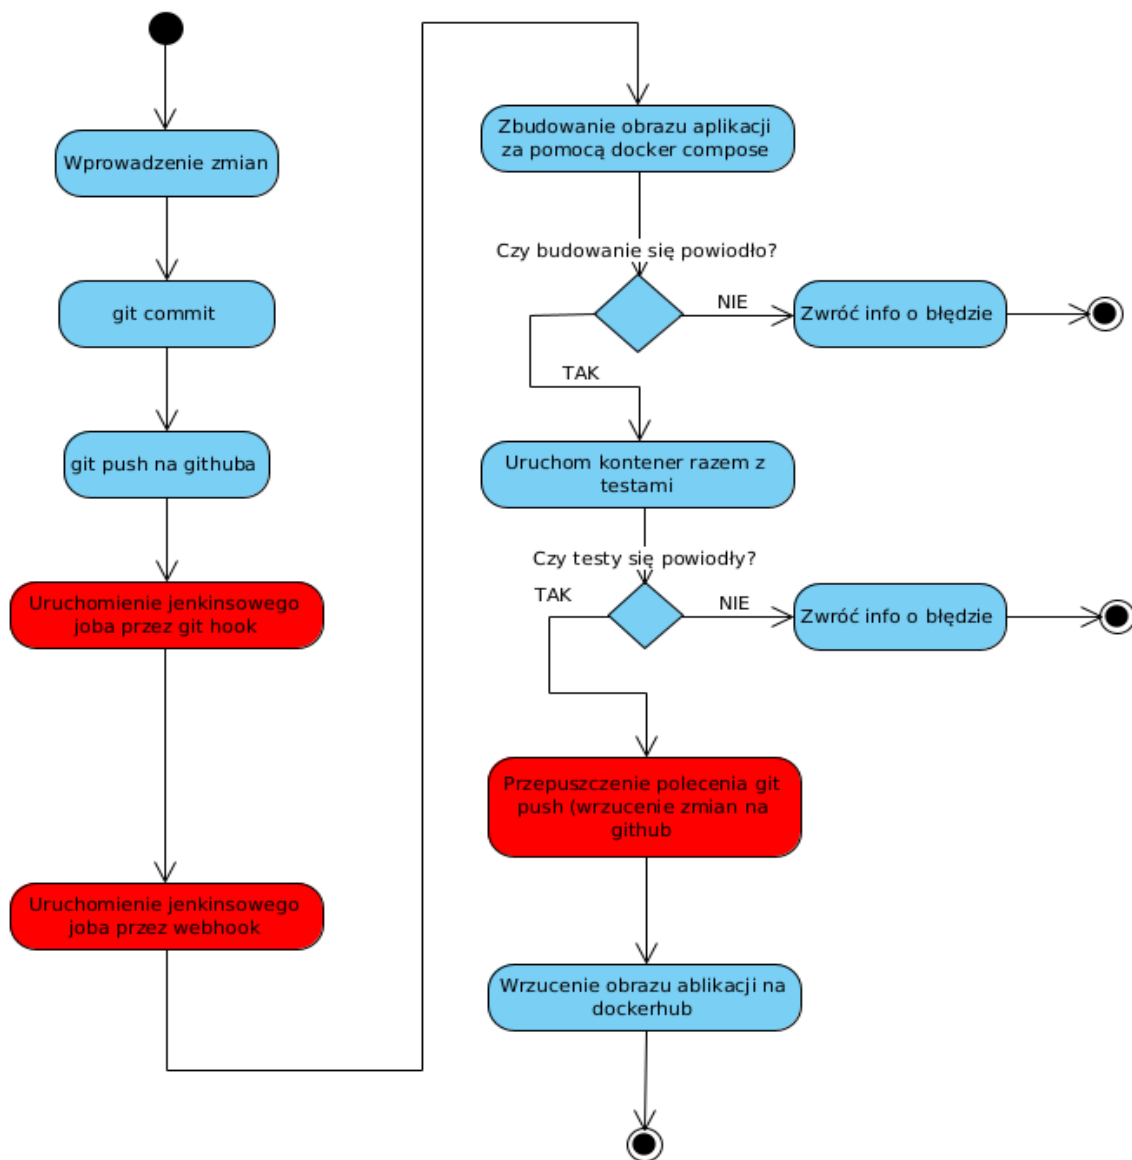 Wprowadzenie zmian
git commit
git push na githuba
Uruchomienie jenkinsowego
joba przez git hook
Uruchomienie jenkinsowego
joba przez webhook
Zbudowanie obrazu aplikacji
za pomocą docker compose
Czy budowanie się powiodło?
NIE
Zwróć info o błędzie
TAK
Uruchom kontener razem z
testami
Czy testy się powiodły?
TAK
NIE
Zwróć info o błędzie
Przepuszczenie polecenia git
push (wrzucenie zmian na
github
Wrzucenie obrazu ablikacji na
dockerhub